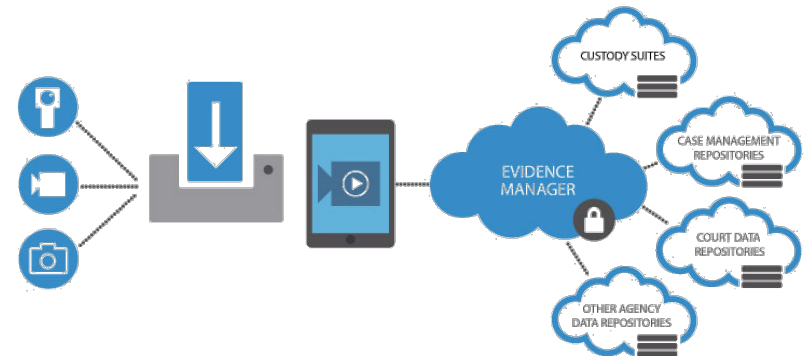 CUSTODY SUITES
EVIDENCE
MANAGER
CASE MANAGEMENT
REPOSITORIES
COURT DATA
REPOSITORIES
OTHER AGENCY
DATA REPOSITORIES